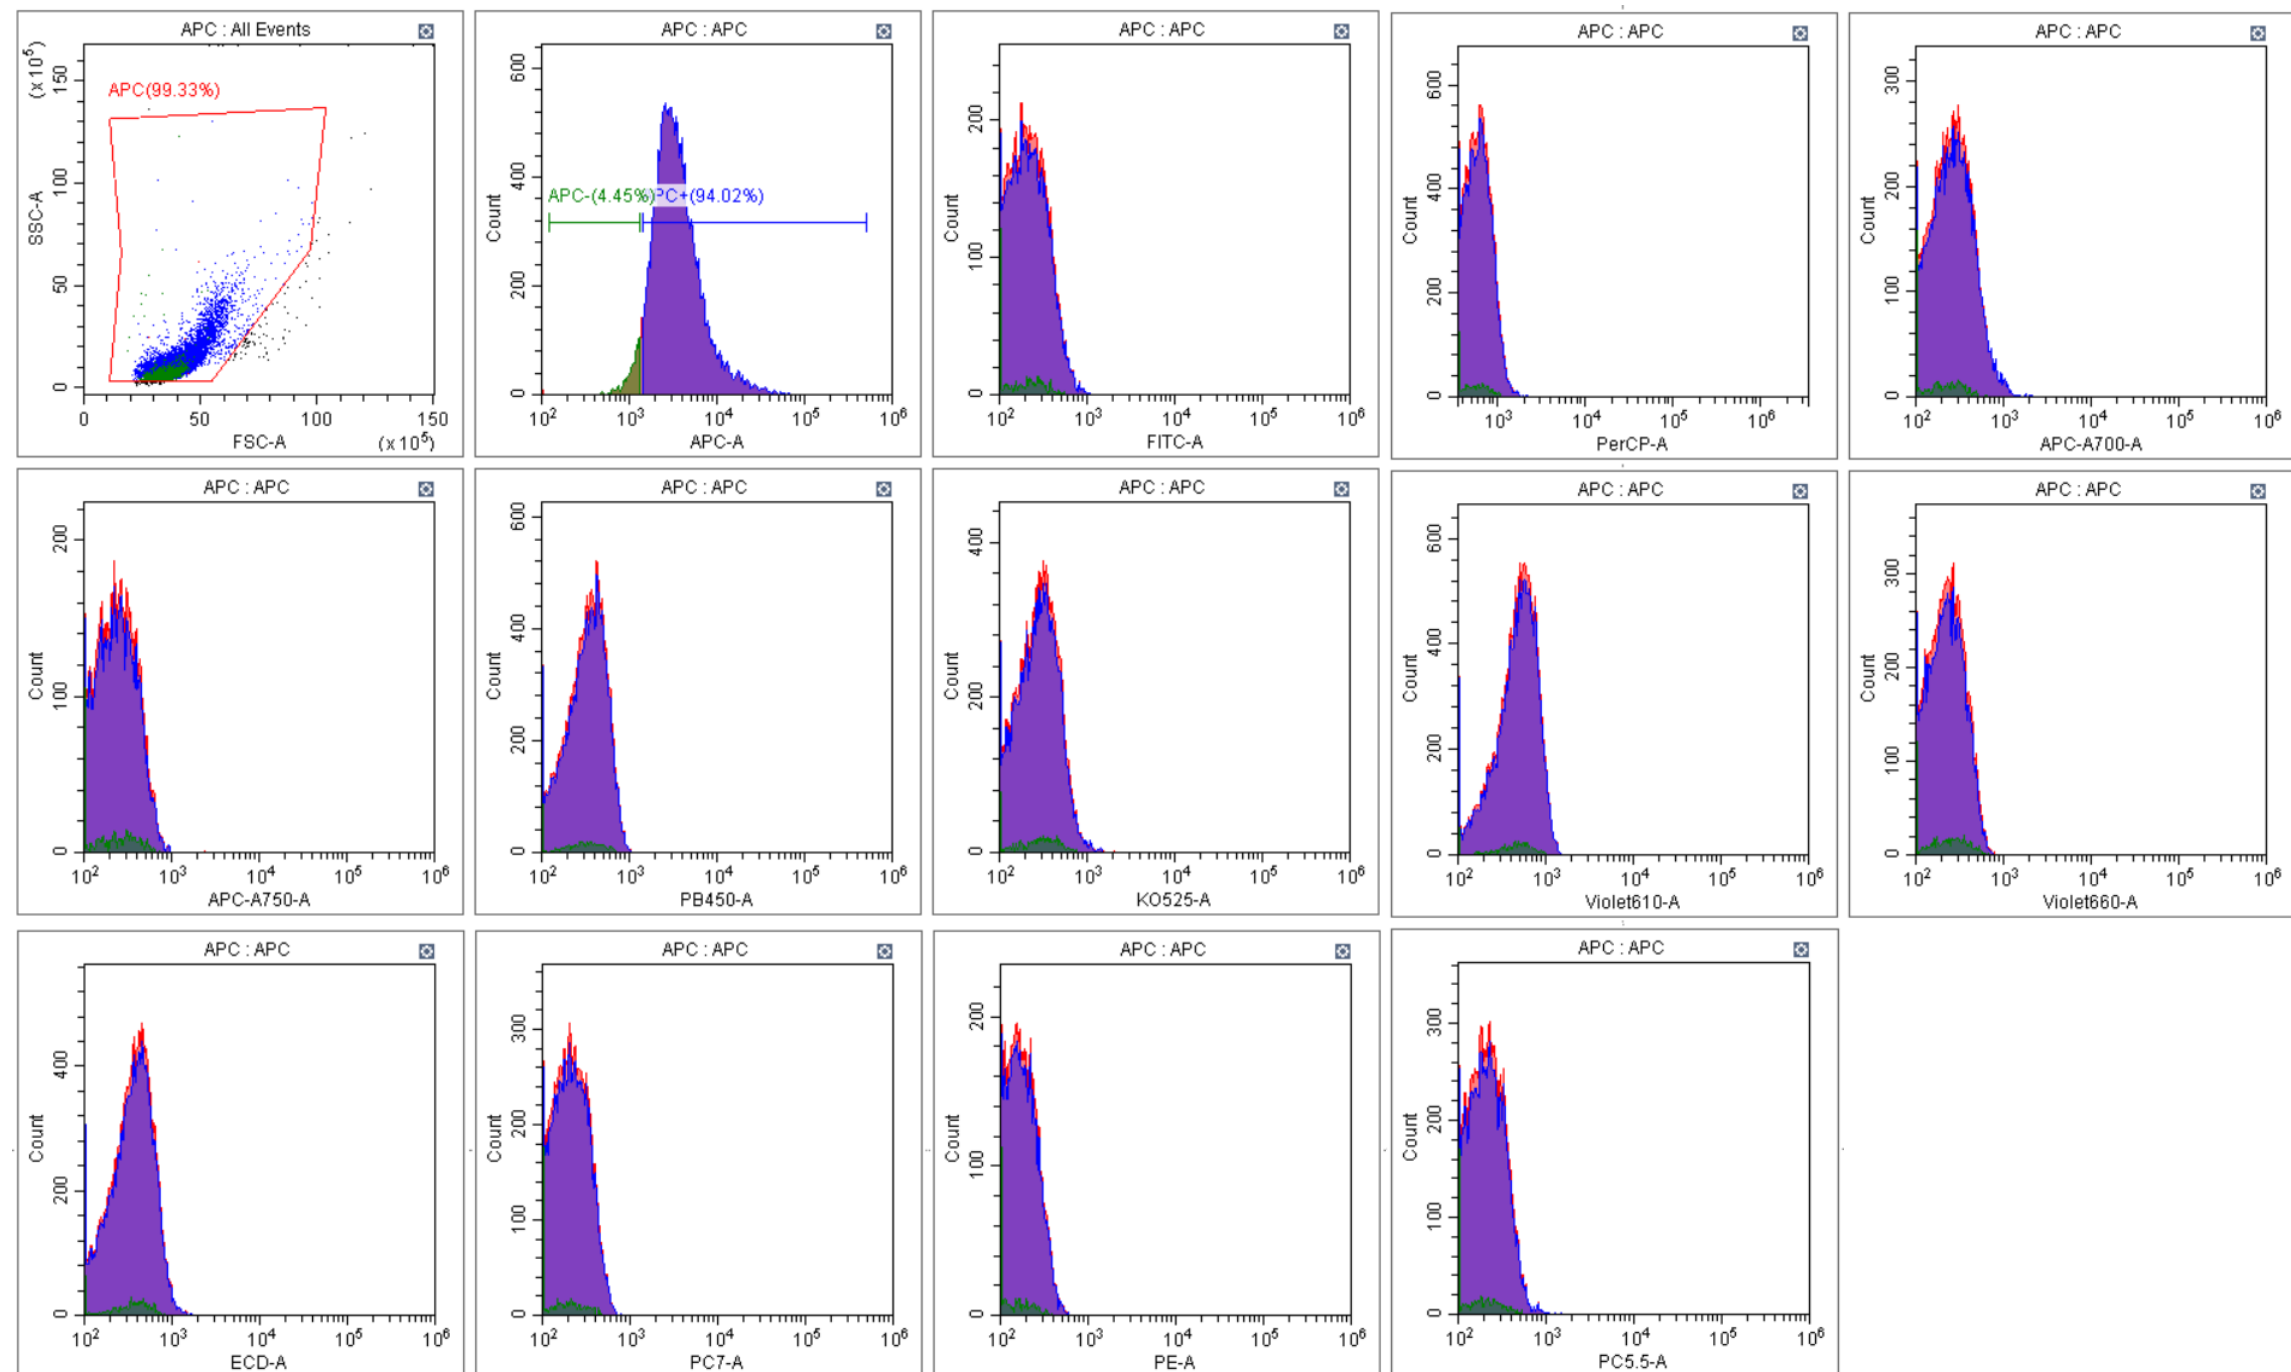 APC : All Events
(x 10⁵)
150
100
50
0
SSC-A
APC(99.33%)
0 50 100 150
FSC-A (x 10⁵)
APC : APC
600
400
200
0
Count
APC-(4.45%) PC+(94.02%)
10² 10³ 10⁴ 10⁵ 10⁶
APC-A
APC : APC
200
100
0
Count
10² 10³ 10⁴ 10⁵ 10⁶
FITC-A
APC : APC
600
400
200
0
Count
10³ 10⁴ 10⁵ 10⁶
PerCP-A
APC : APC
300
200
100
0
Count
10² 10³ 10⁴ 10⁵ 10⁶
APC-A700-A
APC : APC
200
100
0
Count
10² 10³ 10⁴ 10⁵ 10⁶
APC-A750-A
APC : APC
600
400
200
0
Count
10² 10³ 10⁴ 10⁵ 10⁶
PB450-A
APC : APC
400
200
0
Count
10² 10³ 10⁴ 10⁵ 10⁶
KO525-A
APC : APC
600
400
200
0
Count
10² 10³ 10⁴ 10⁵ 10⁶
Violet610-A
APC : APC
300
200
100
0
Count
10² 10³ 10⁴ 10⁵ 10⁶
Violet660-A
APC : APC
400
200
0
Count
10² 10³ 10⁴ 10⁵ 10⁶
ECD-A
APC : APC
300
200
100
0
Count
10² 10³ 10⁴ 10⁵ 10⁶
PC7-A
APC : APC
200
100
0
Count
10² 10³ 10⁴ 10⁵ 10⁶
PE-A
APC : APC
300
200
100
0
Count
10² 10³ 10⁴ 10⁵ 10⁶
PC5.5-A